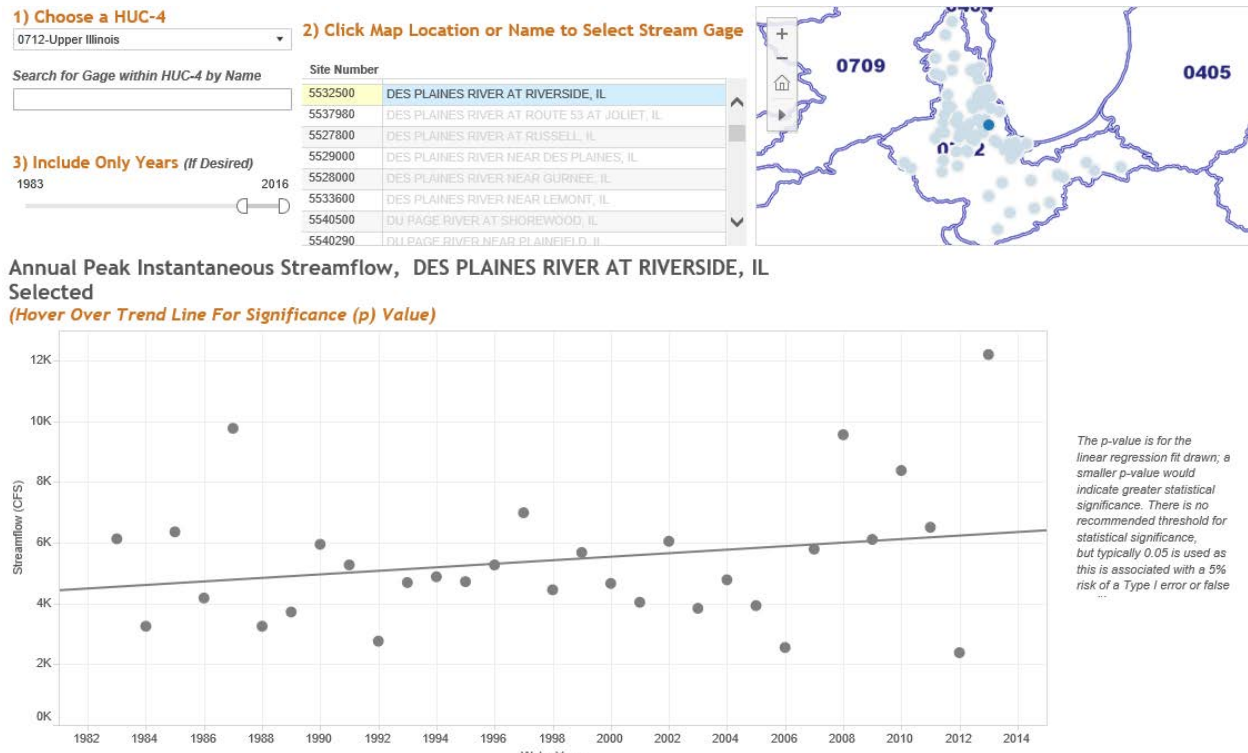 1) Choose a HUC-4
0712-Upper Illinois
Search for Gage within HUC-4 by Name
3) Include Only Years (If Desired)
1983 2016
2) Click Map Location or Name to Select Stream Gage
Site Number
5532500 DES PLAINES RIVER AT RIVERSIDE, IL
5537980 DES PLAINES RIVER AT ROUTE 53 AT JOLIET, IL
5527800 DES PLAINES RIVER AT RUSSELL, IL
5529000 DES PLAINES RIVER NEAR DES PLAINES, IL
5528000 DES PLAINES RIVER NEAR GURNEE, IL
5533600 DES PLAINES RIVER NEAR LEMONT, IL
5540500 DU PAGE RIVER AT SHOREWOOD, IL
5540290 DU PAGE RIVER NEAR PLAINFIELD, IL
0709
0405
Annual Peak Instantaneous Streamflow, DES PLAINES RIVER AT RIVERSIDE, IL
Selected
(Hover Over Trend Line For Significance (p) Value)
Streamflow (CFS)
12K
10K
8K
6K
4K
2K
0K
1982 1984 1986 1988 1990 1992 1994 1996 1998 2000 2002 2004 2006 2008 2010 2012 2014
The p-value is for the
linear regression fit drawn; a
smaller p-value would
indicate greater statistical
significance. There is no
recommended threshold for
statistical significance,
but typically 0.05 is used as
this is associated with a 5%
risk of a Type I error or false